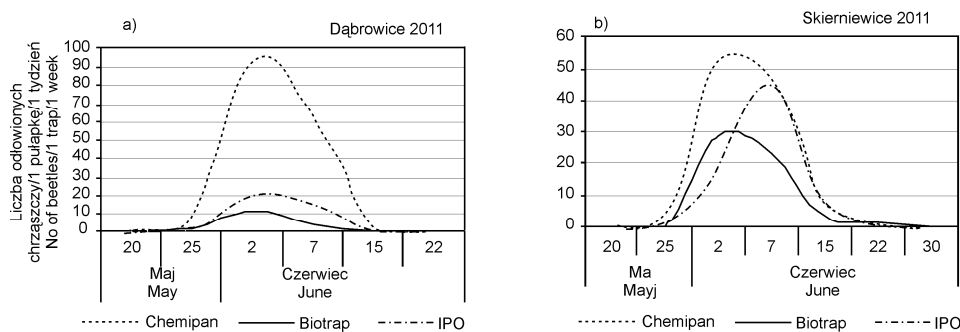 a) Dąbrowice 2011
Liczba odłowionych
chrząszczy/1 pułapkę/1 tydzień
No of beetles/1 trap/1 week
100
90
80
70
60
50
40
30
20
10
0
20 25 2 7 15 22
Maj Czerwiec
May June
Chemipan Biotrap IPO
b) Skierniewice 2011
60
50
40
30
20
10
0
20 25 2 7 15 22 30
Ma Czerwiec
Mayj June
Chemipan Biotrap IPO